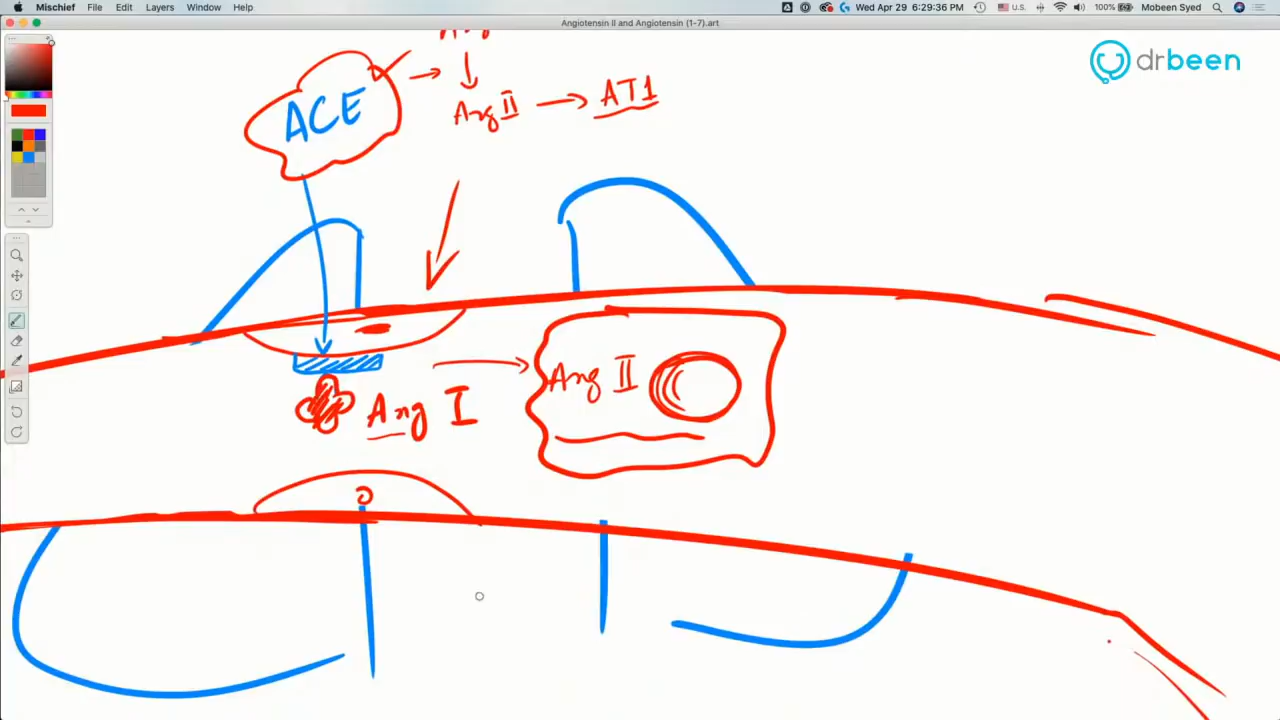 Mischief File Edit Layers Window Help
U.S. 100% Wed Apr 29 6:29:36 PM Mobeen Syed
Angiotensin II and Angiotensin (1-7).art
drbeen
ACE
Ang II → AT1
Ang I → Ang II